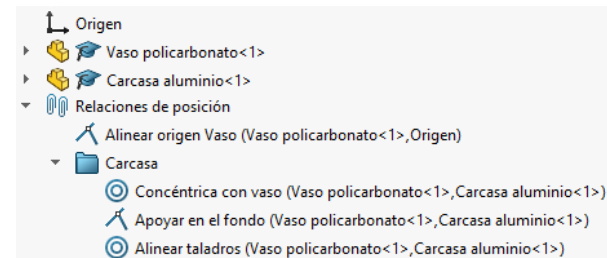 Origen
Vaso policarbonato<1>
Carcasa aluminio<1>
Relaciones de posición
Alinear origen Vaso (Vaso policarbonato<1>,Origen)
Carcasa
Concéntrica con vaso (Vaso policarbonato<1>,Carcasa aluminio<1>)
Apoyar en el fondo (Vaso policarbonato<1>,Carcasa aluminio<1>)
Alinear taladros (Vaso policarbonato<1>,Carcasa aluminio<1>)